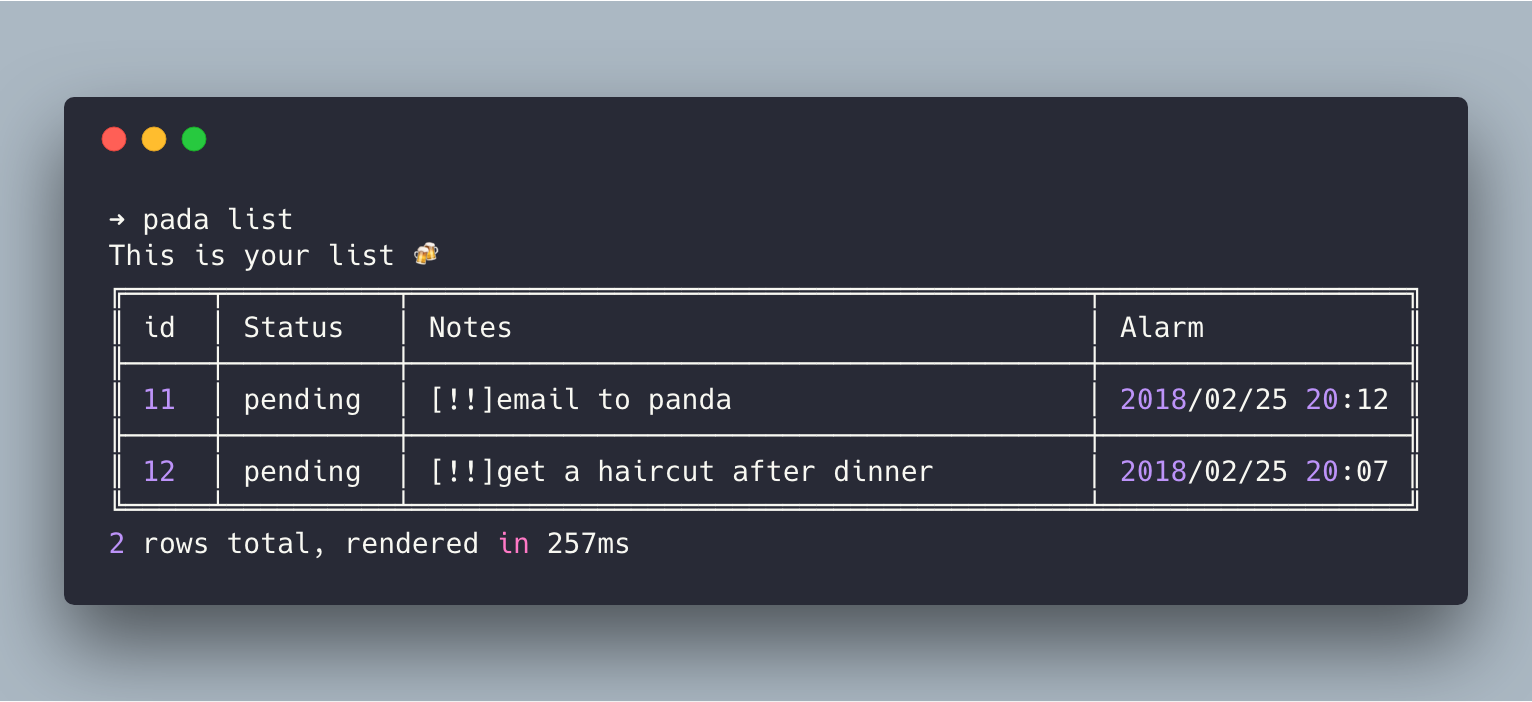 ➜ pada list
This is your list 🍻
id Status Notes Alarm
11 pending [!!]email to panda 2018/02/25 20:12
12 pending [!!]get a haircut after dinner 2018/02/25 20:07
2 rows total, rendered in 257ms